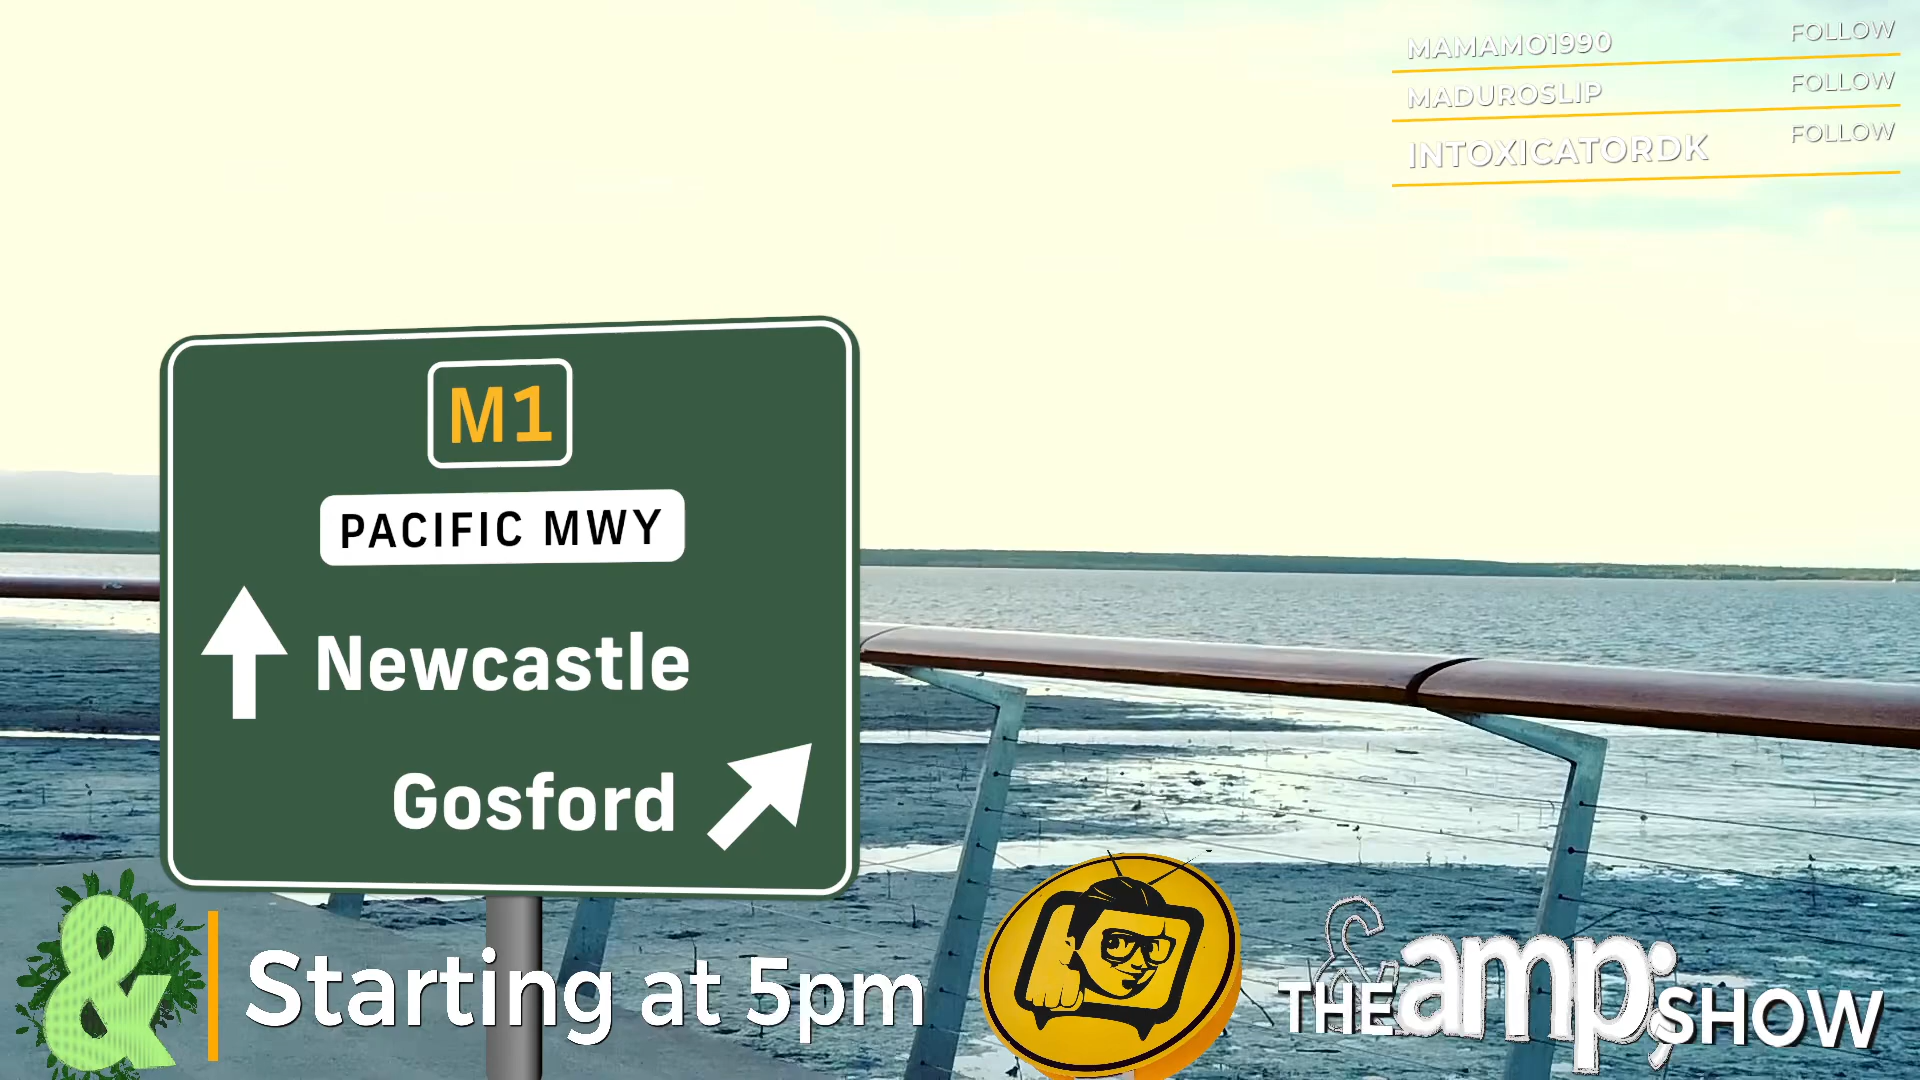 MAMAMO1990 FOLLOW
MADUROSLIP FOLLOW
INTOXICATORDK FOLLOW
M1
PACIFIC MWY
Newcastle
Gosford
& Starting at 5pm
THE &amp; SHOW